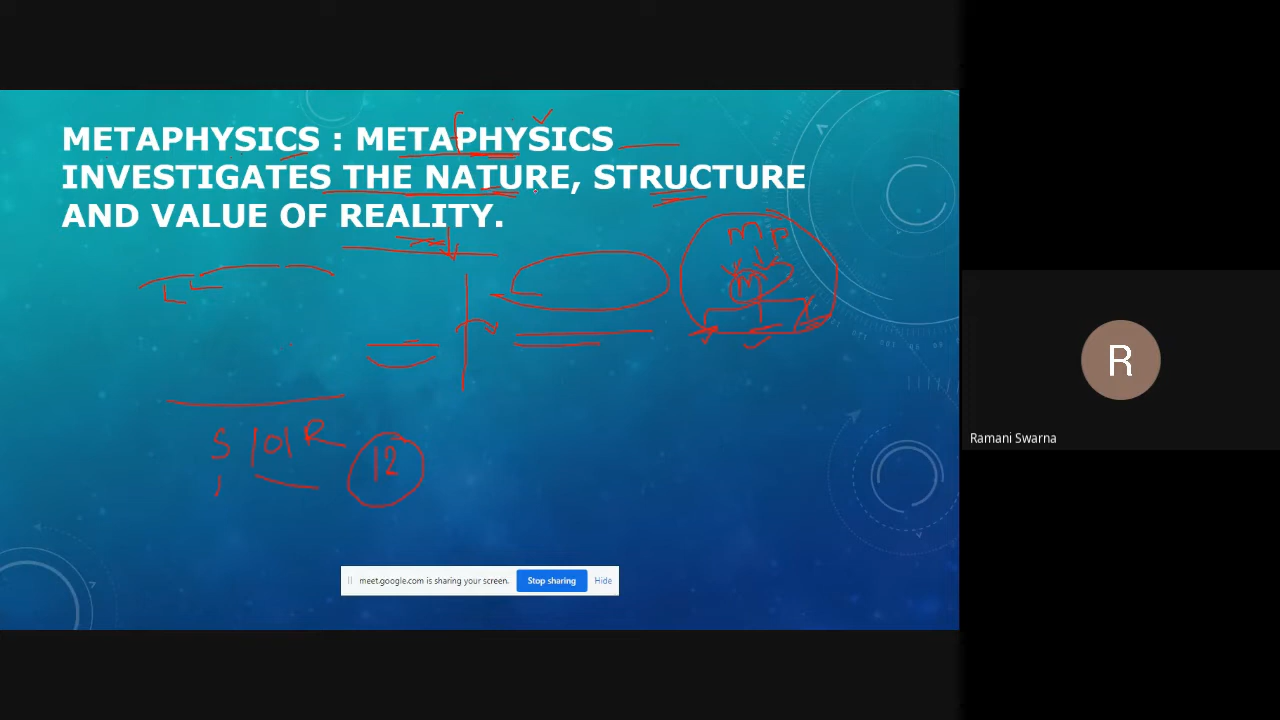 METAPHYSICS : METAPHYSICS
INVESTIGATES THE NATURE, STRUCTURE
AND VALUE OF REALITY.
m P
m
S | O | R
12
meet.google.com is sharing your screen.
Stop sharing
Hide
R
Ramani Swarna